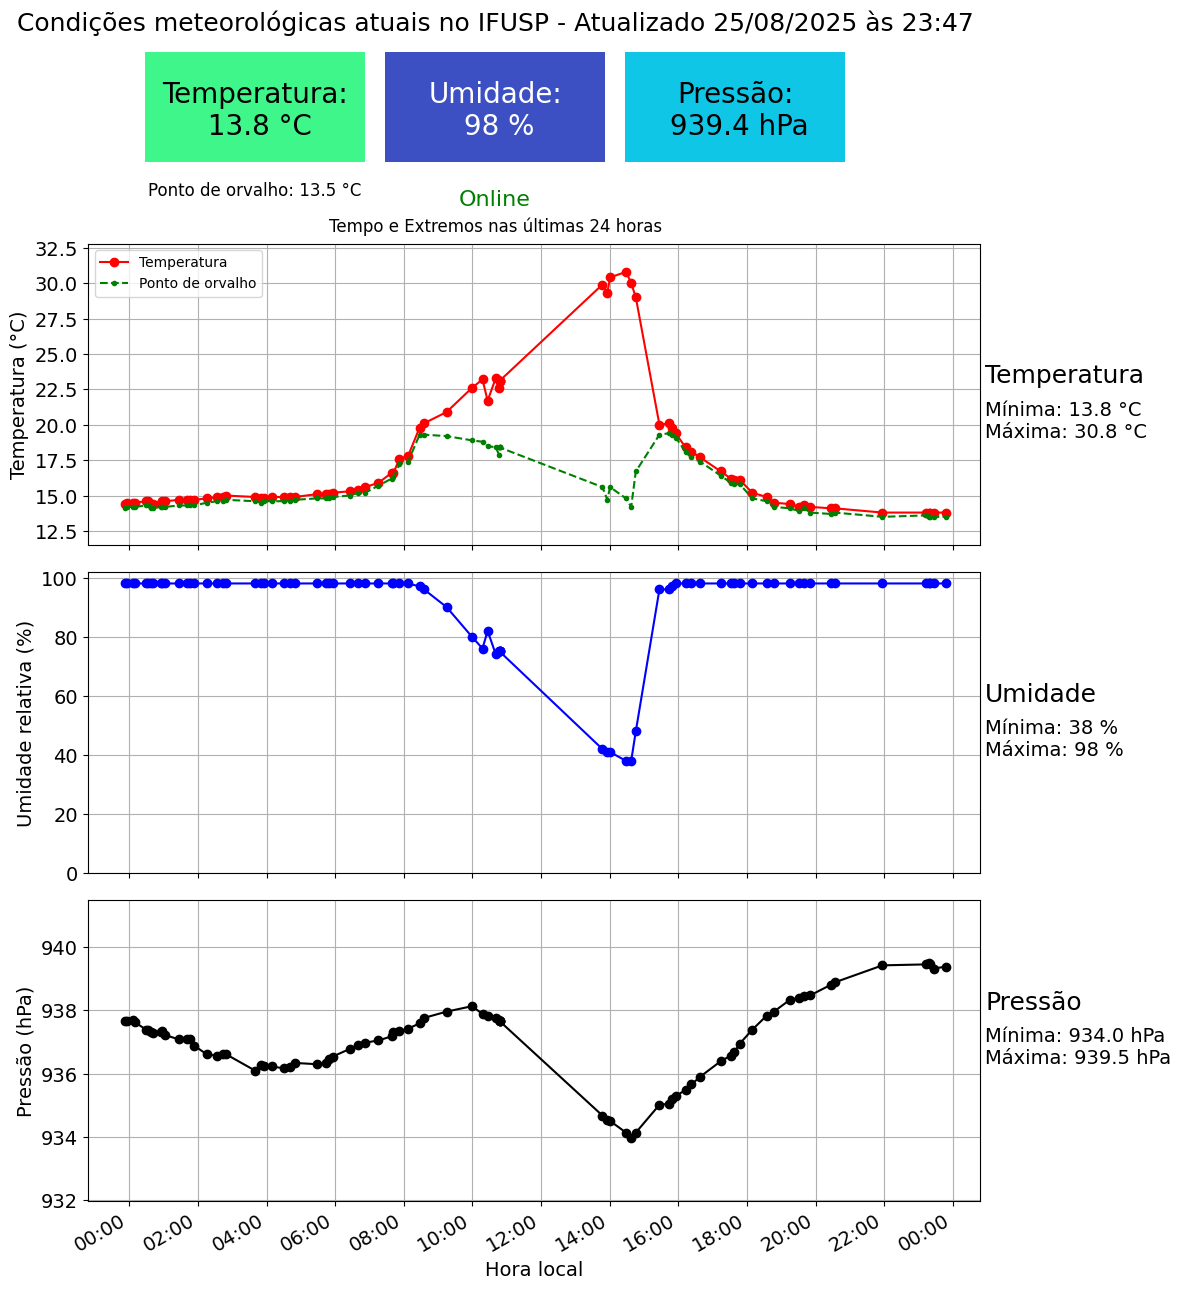 Condições meteorológicas atuais no IFUSP - Atualizado 25/08/2025 às 23:47
Temperatura:
13.8 °C
Umidade:
98 %
Pressão:
939.4 hPa
Ponto de orvalho: 13.5 °C
Online
Tempo e Extremos nas últimas 24 horas
Temperatura (°C)
32.5
30.0
27.5
25.0
22.5
20.0
17.5
15.0
12.5
Temperatura
Ponto de orvalho
Temperatura
Mínima: 13.8 °C
Máxima: 30.8 °C
Umidade relativa (%)
100
80
60
40
20
0
Umidade
Mínima: 38 %
Máxima: 98 %
Pressão (hPa)
940
938
936
934
932
Pressão
Mínima: 934.0 hPa
Máxima: 939.5 hPa
00:00 02:00 04:00 06:00 08:00 10:00 12:00 14:00 16:00 18:00 20:00 22:00 00:00
Hora local